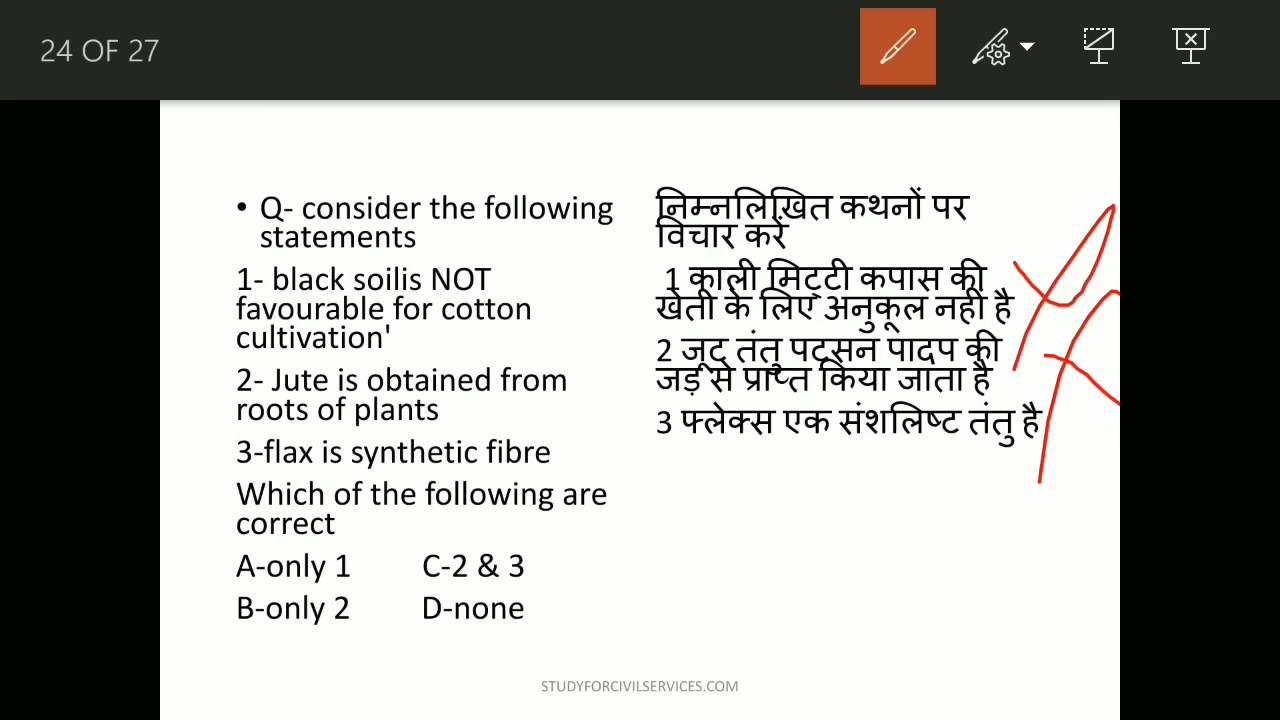 24 OF 27
• Q- consider the following
statements
1- black soilis NOT
favourable for cotton
cultivation'
2- Jute is obtained from
roots of plants
3-flax is synthetic fibre
Which of the following are
correct
A-only 1 C-2 & 3
B-only 2 D-none
निम्नलिखित कथनों पर
विचार करें
1 काली मिट्टी कपास की
खेती के लिए अनुकूल नही है
2 जूट तंतु पटसन पादप की
जड़ से प्राप्त किया जाता है
3 फ्लेक्स एक संशलिष्ट तंतु है
STUDYFORCIVILSERVICES.COM